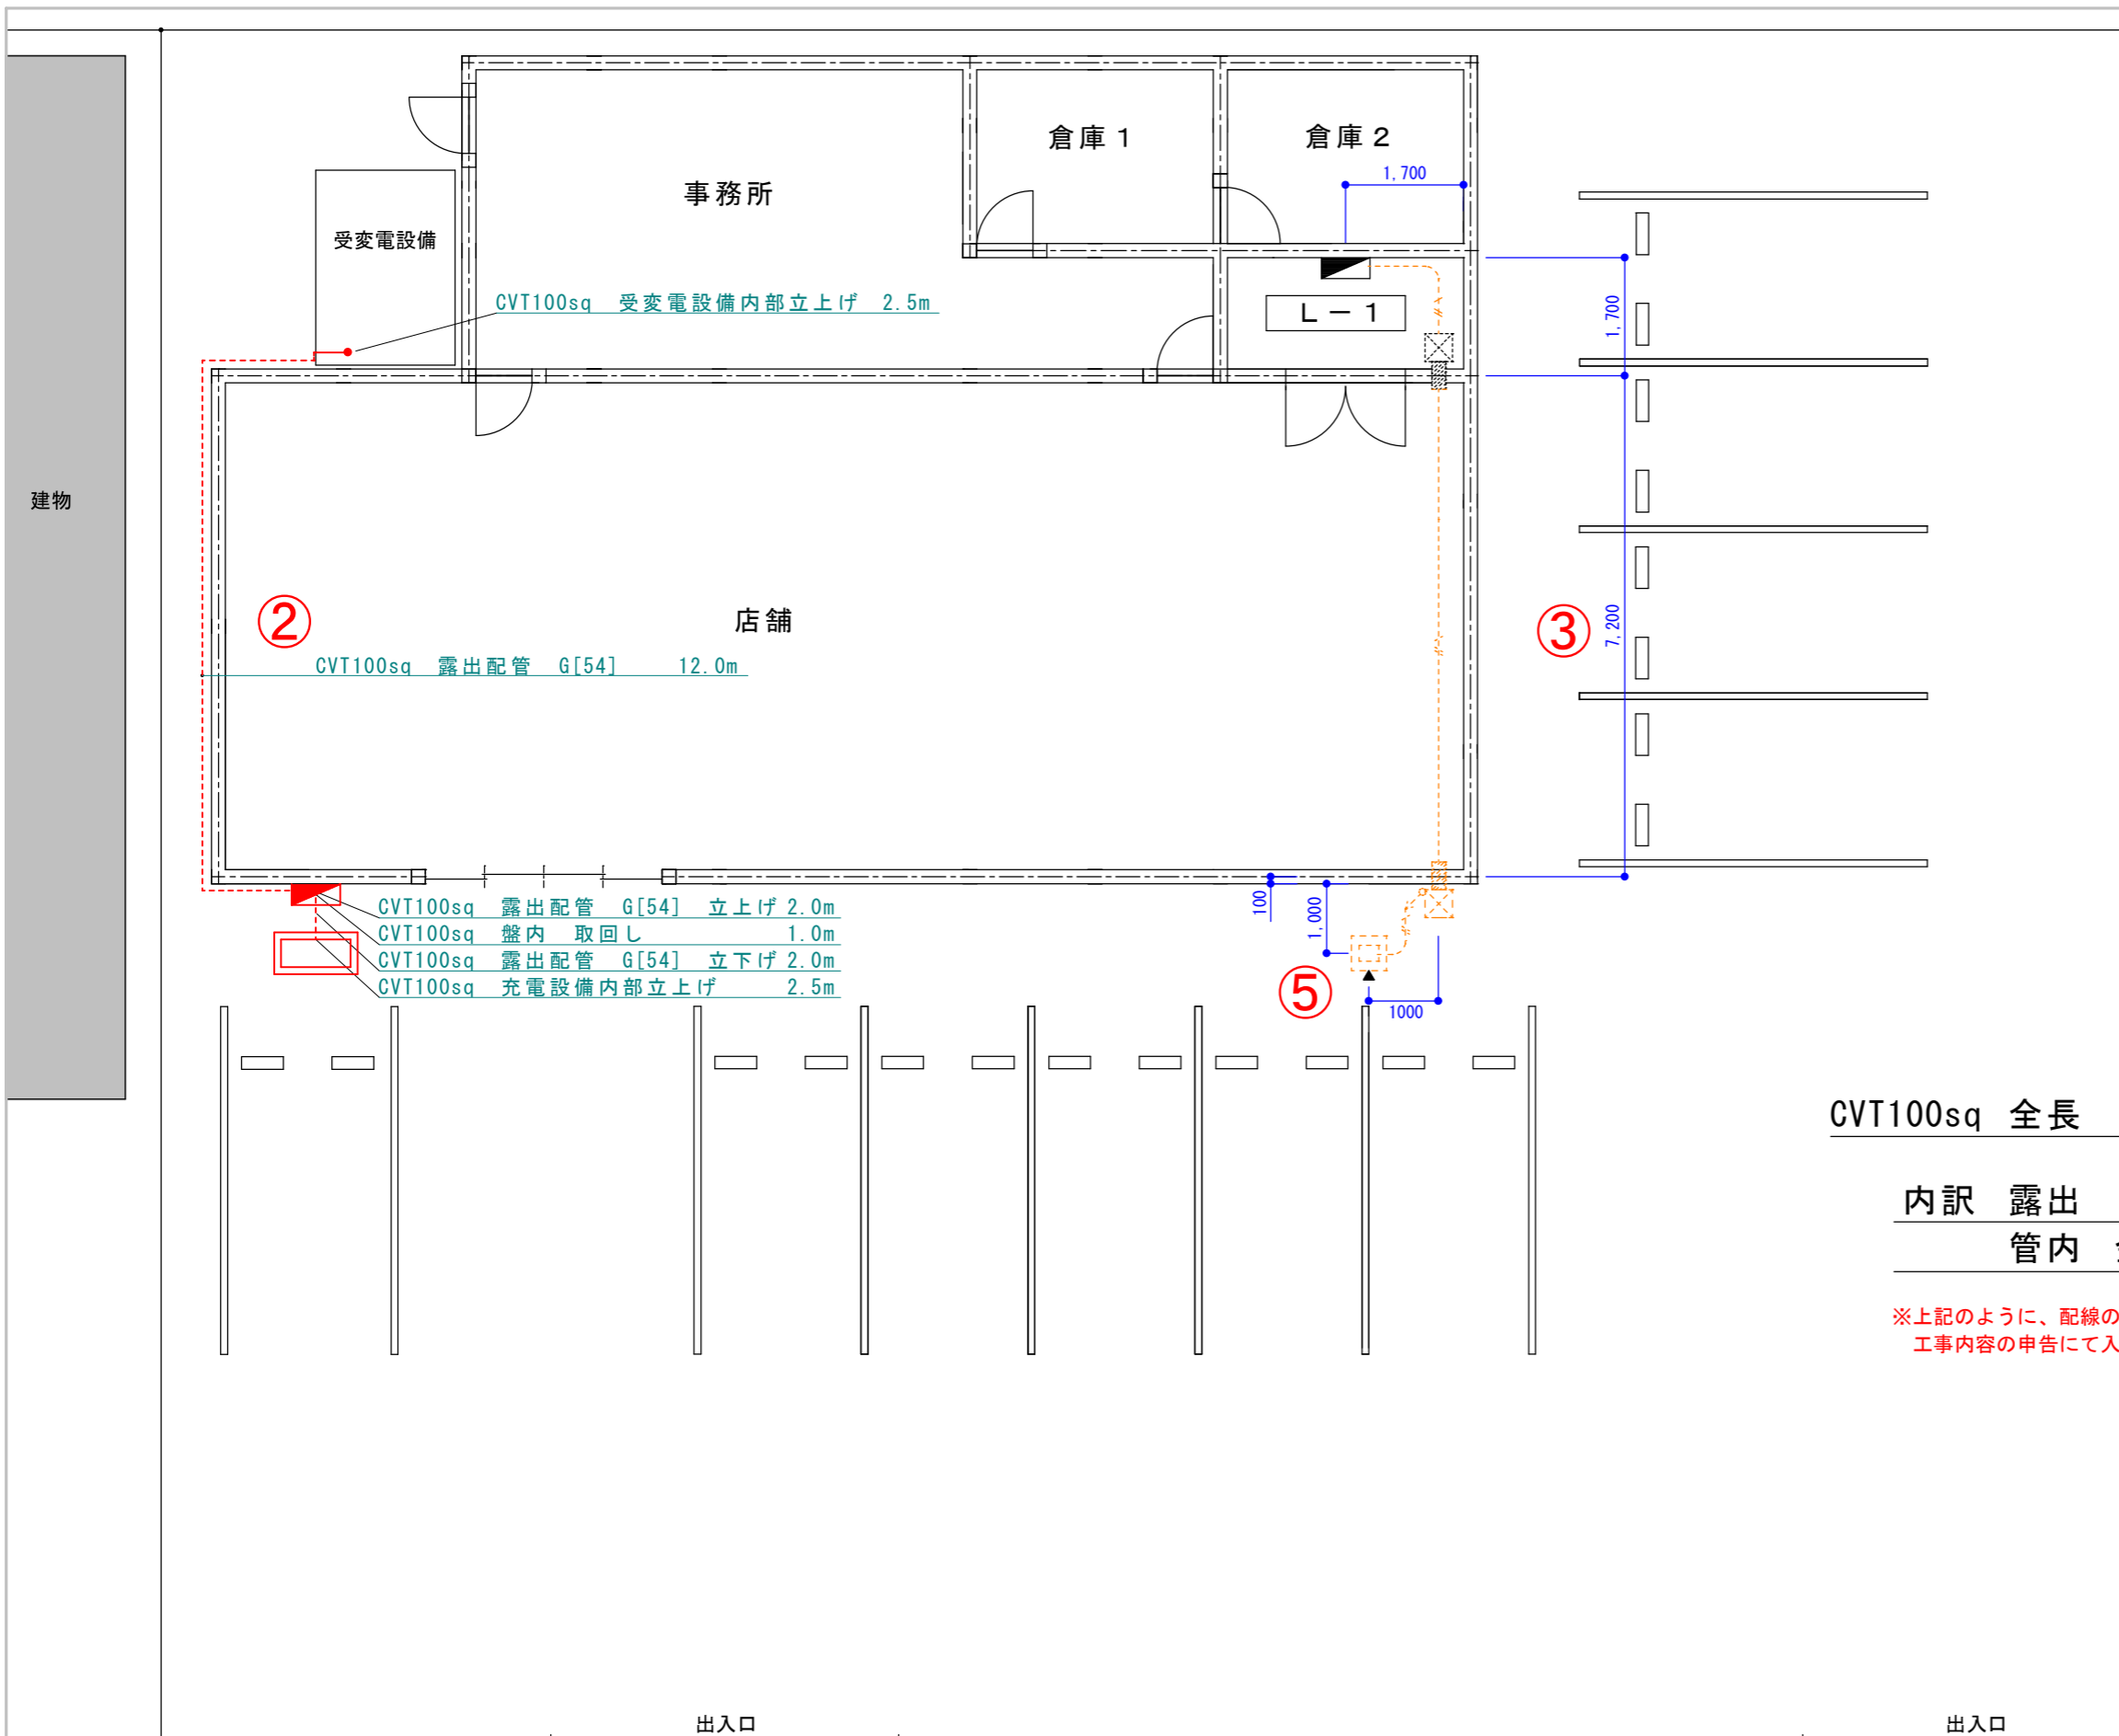 倉庫１
倉庫２
1,700
事務所
受変電設備
CVT100sq 受変電設備内部立上げ 2.5m
L－1
1,700
建物
②
店舗
③
7,200
CVT100sq 露出配管 G[54] 12.0m
CVT100sq 露出配管 G[54] 立上げ 2.0m
CVT100sq 盤内 取回し 1.0m
CVT100sq 露出配管 G[54] 立下げ 2.0m
CVT100sq 充電設備内部立上げ 2.5m
100
1,000
⑤
1000
CVT100sq 全長
内訳 露出
管内
※上記のように、配線の
工事内容の申告にて入
出入口
出入口